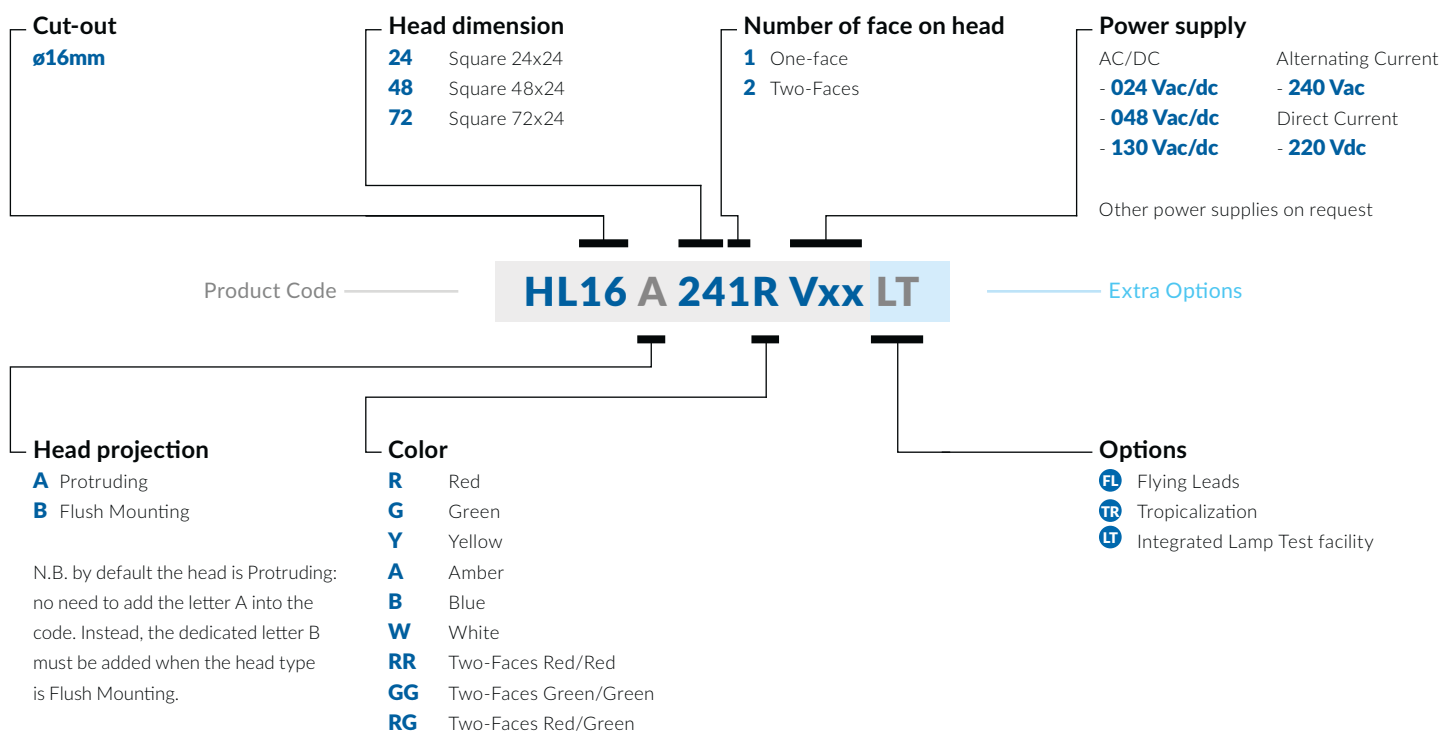 Cut-out
ø16mm
Head dimension
24 Square 24x24
48 Square 48x24
72 Square 72x24
Number of face on head
1 One-face
2 Two-Faces
Power supply
AC/DC
- 024 Vac/dc
- 048 Vac/dc
- 130 Vac/dc
Alternating Current
- 240 Vac
Direct Current
- 220 Vdc
Other power supplies on request
Product Code
HL16 A 241R Vxx LT
Extra Options
Head projection
A Protruding
B Flush Mounting
N.B. by default the head is Protruding:
no need to add the letter A into the
code. Instead, the dedicated letter B
must be added when the head type
is Flush Mounting.
Color
R Red
G Green
Y Yellow
A Amber
B Blue
W White
RR Two-Faces Red/Red
GG Two-Faces Green/Green
RG Two-Faces Red/Green
Options
FL Flying Leads
TR Tropicalization
LT Integrated Lamp Test facility